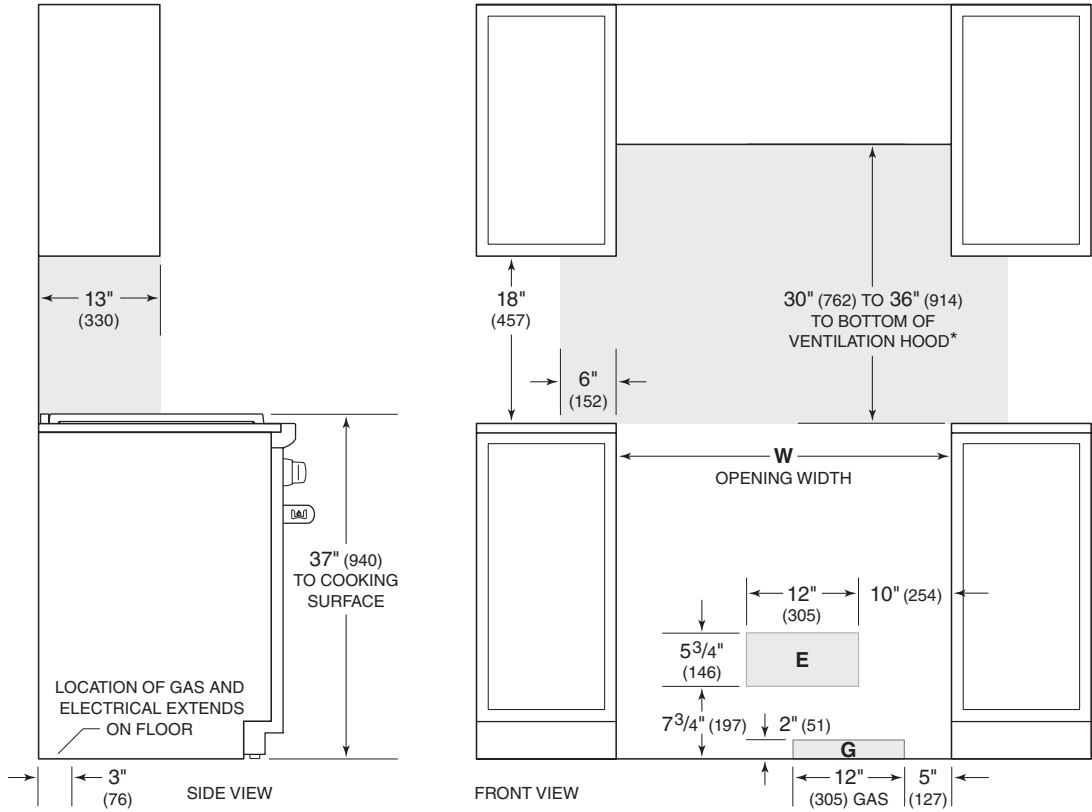 13"
(330)
37" (940)
TO COOKING
SURFACE
LOCATION OF GAS AND
ELECTRICAL EXTENDS
ON FLOOR
3"
(76)
SIDE VIEW
18"
(457)
30" (762) TO 36" (914)
TO BOTTOM OF
VENTILATION HOOD*
6"
(152)
W
OPENING WIDTH
12"
(305)
10" (254)
5 3/4"
(146)
E
7 3/4" (197)
2" (51)
G
12"
(305) GAS
5"
(127)
FRONT VIEW